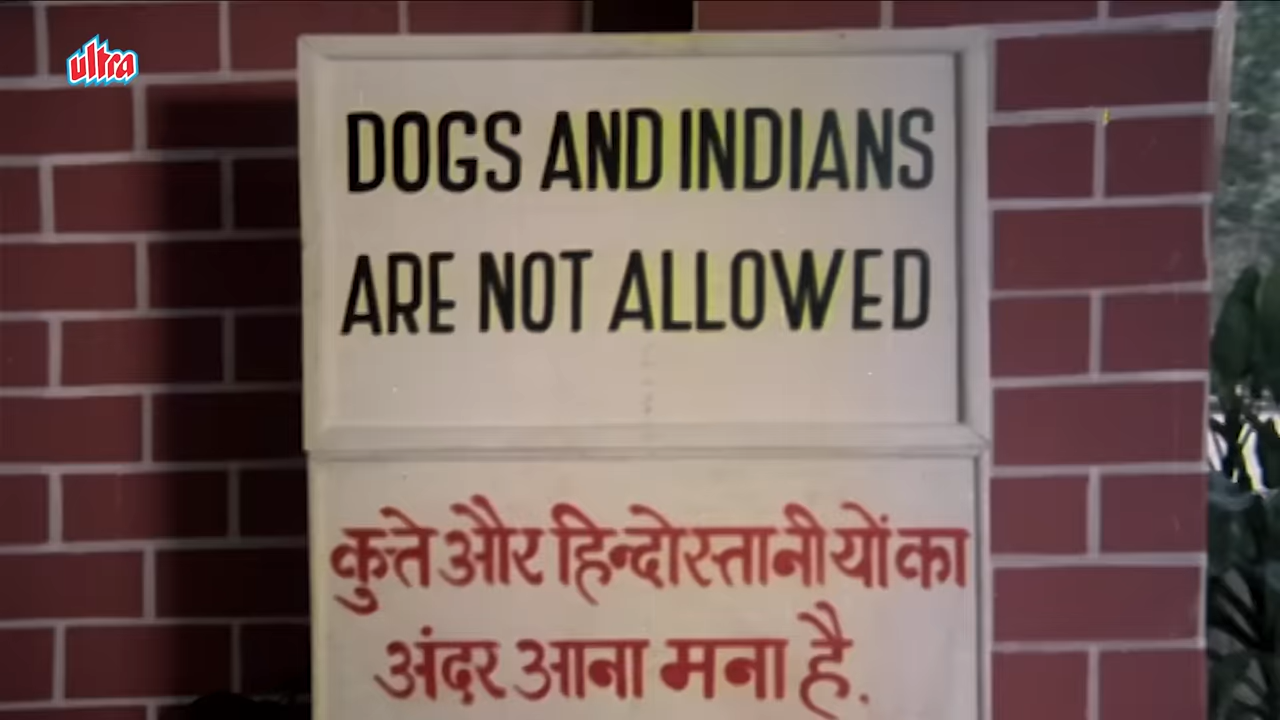 ultra
DOGS AND INDIANS
ARE NOT ALLOWED
कुत्ते और हिन्दोस्तानीयों का
अंदर आना मना है.